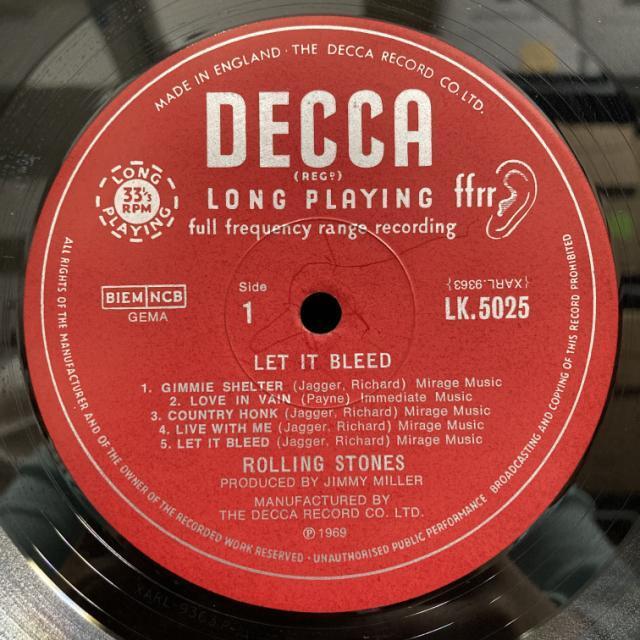 MADE IN ENGLAND · THE DECCA RECORD CO. LTD.
DECCA
(REGD)
LONG PLAYING
ffrr
full frequency range recording
LONG
33⅓
RPM
PLAYING
BIEM NCB
GEMA
Side
1
{XARL.9363}
LK.5025
LET IT BLEED
1. GIMMIE SHELTER (Jagger, Richard) Mirage Music
2. LOVE IN VAIN (Payne) Immediate Music
3. COUNTRY HONK (Jagger, Richard) Mirage Music
4. LIVE WITH ME (Jagger, Richard) Mirage Music
5. LET IT BLEED (Jagger, Richard) Mirage Music
ROLLING STONES
PRODUCED BY JIMMY MILLER
MANUFACTURED BY
THE DECCA RECORD CO. LTD.
Ⓟ 1969
ALL RIGHTS OF THE MANUFACTURER AND OF THE OWNER OF THE RECORDED WORK RESERVED · UNAUTHORISED PUBLIC PERFORMANCE BROADCASTING AND COPYING OF THIS RECORD PROHIBITED